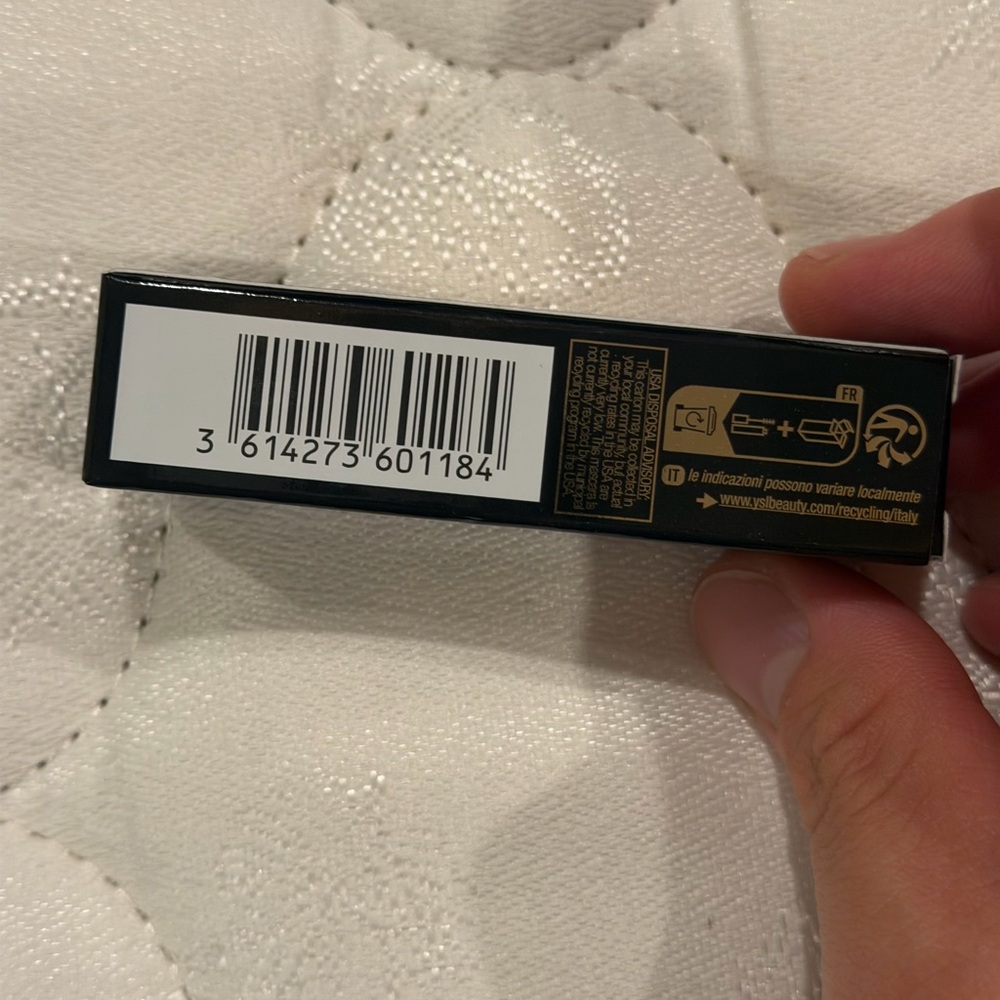 3 614273 601184
USA DISPOSAL ADVISORY:
This carton may be collected in
your local community, but actual
recycling rates in the USA are
currently very low. This mascara is
not currently recycled by municipal
recycling program in the USA.
FR
+
IT le indicazioni possono variare localmente
www.yslbeauty.com/recycling/italy